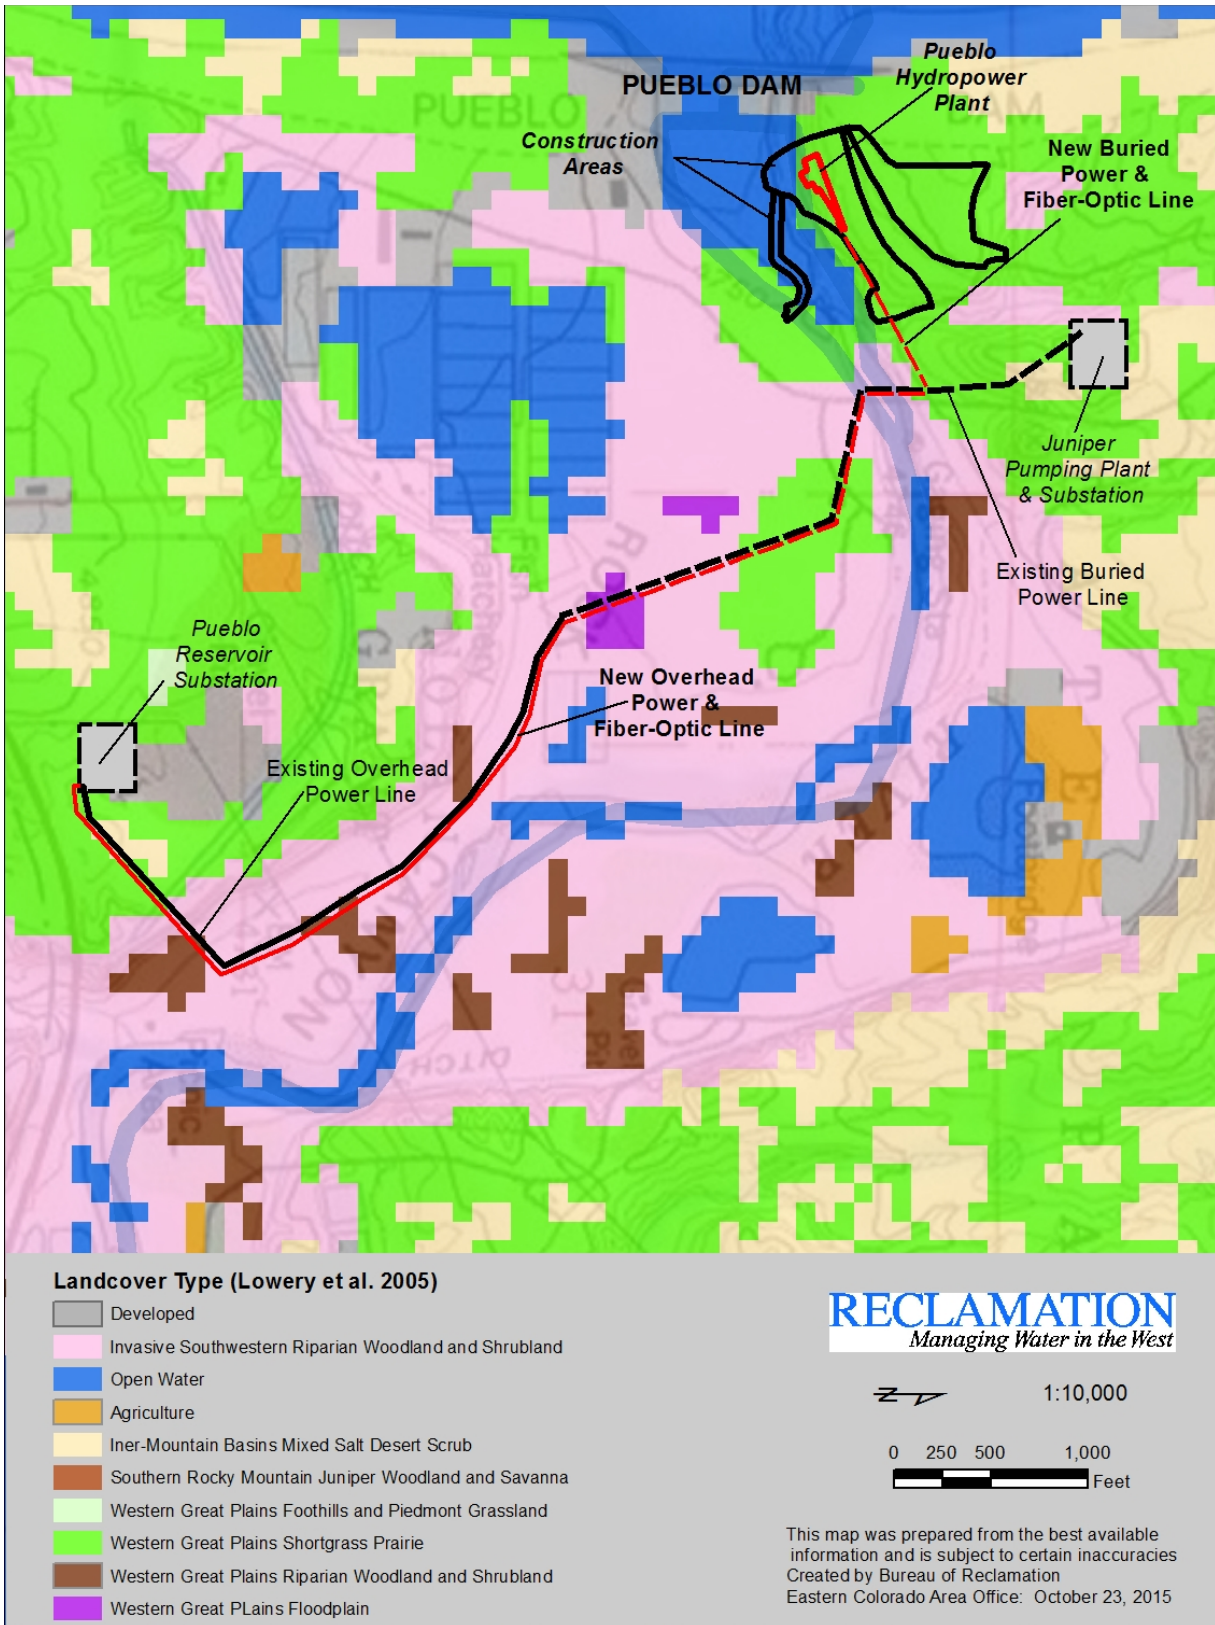 PUEBLO DAM
Pueblo
Hydropower
Plant
PUEBLO
DAM
Construction
Areas
New Buried
Power &
Fiber-Optic Line
Juniper
Pumping Plant
& Substation
Existing Buried
Power Line
Pueblo
Reservoir
Substation
New Overhead
Power &
Fiber-Optic Line
Existing Overhead
Power Line
DITCH
Landcover Type (Lowery et al. 2005)
Developed
Invasive Southwestern Riparian Woodland and Shrubland
Open Water
Agriculture
Iner-Mountain Basins Mixed Salt Desert Scrub
Southern Rocky Mountain Juniper Woodland and Savanna
Western Great Plains Foothills and Piedmont Grassland
Western Great Plains Shortgrass Prairie
Western Great Plains Riparian Woodland and Shrubland
Western Great PLains Floodplain
RECLAMATION
Managing Water in the West
N
1:10,000
0 250 500 1,000
Feet
This map was prepared from the best available
information and is subject to certain inaccuracies
Created by Bureau of Reclamation
Eastern Colorado Area Office: October 23, 2015